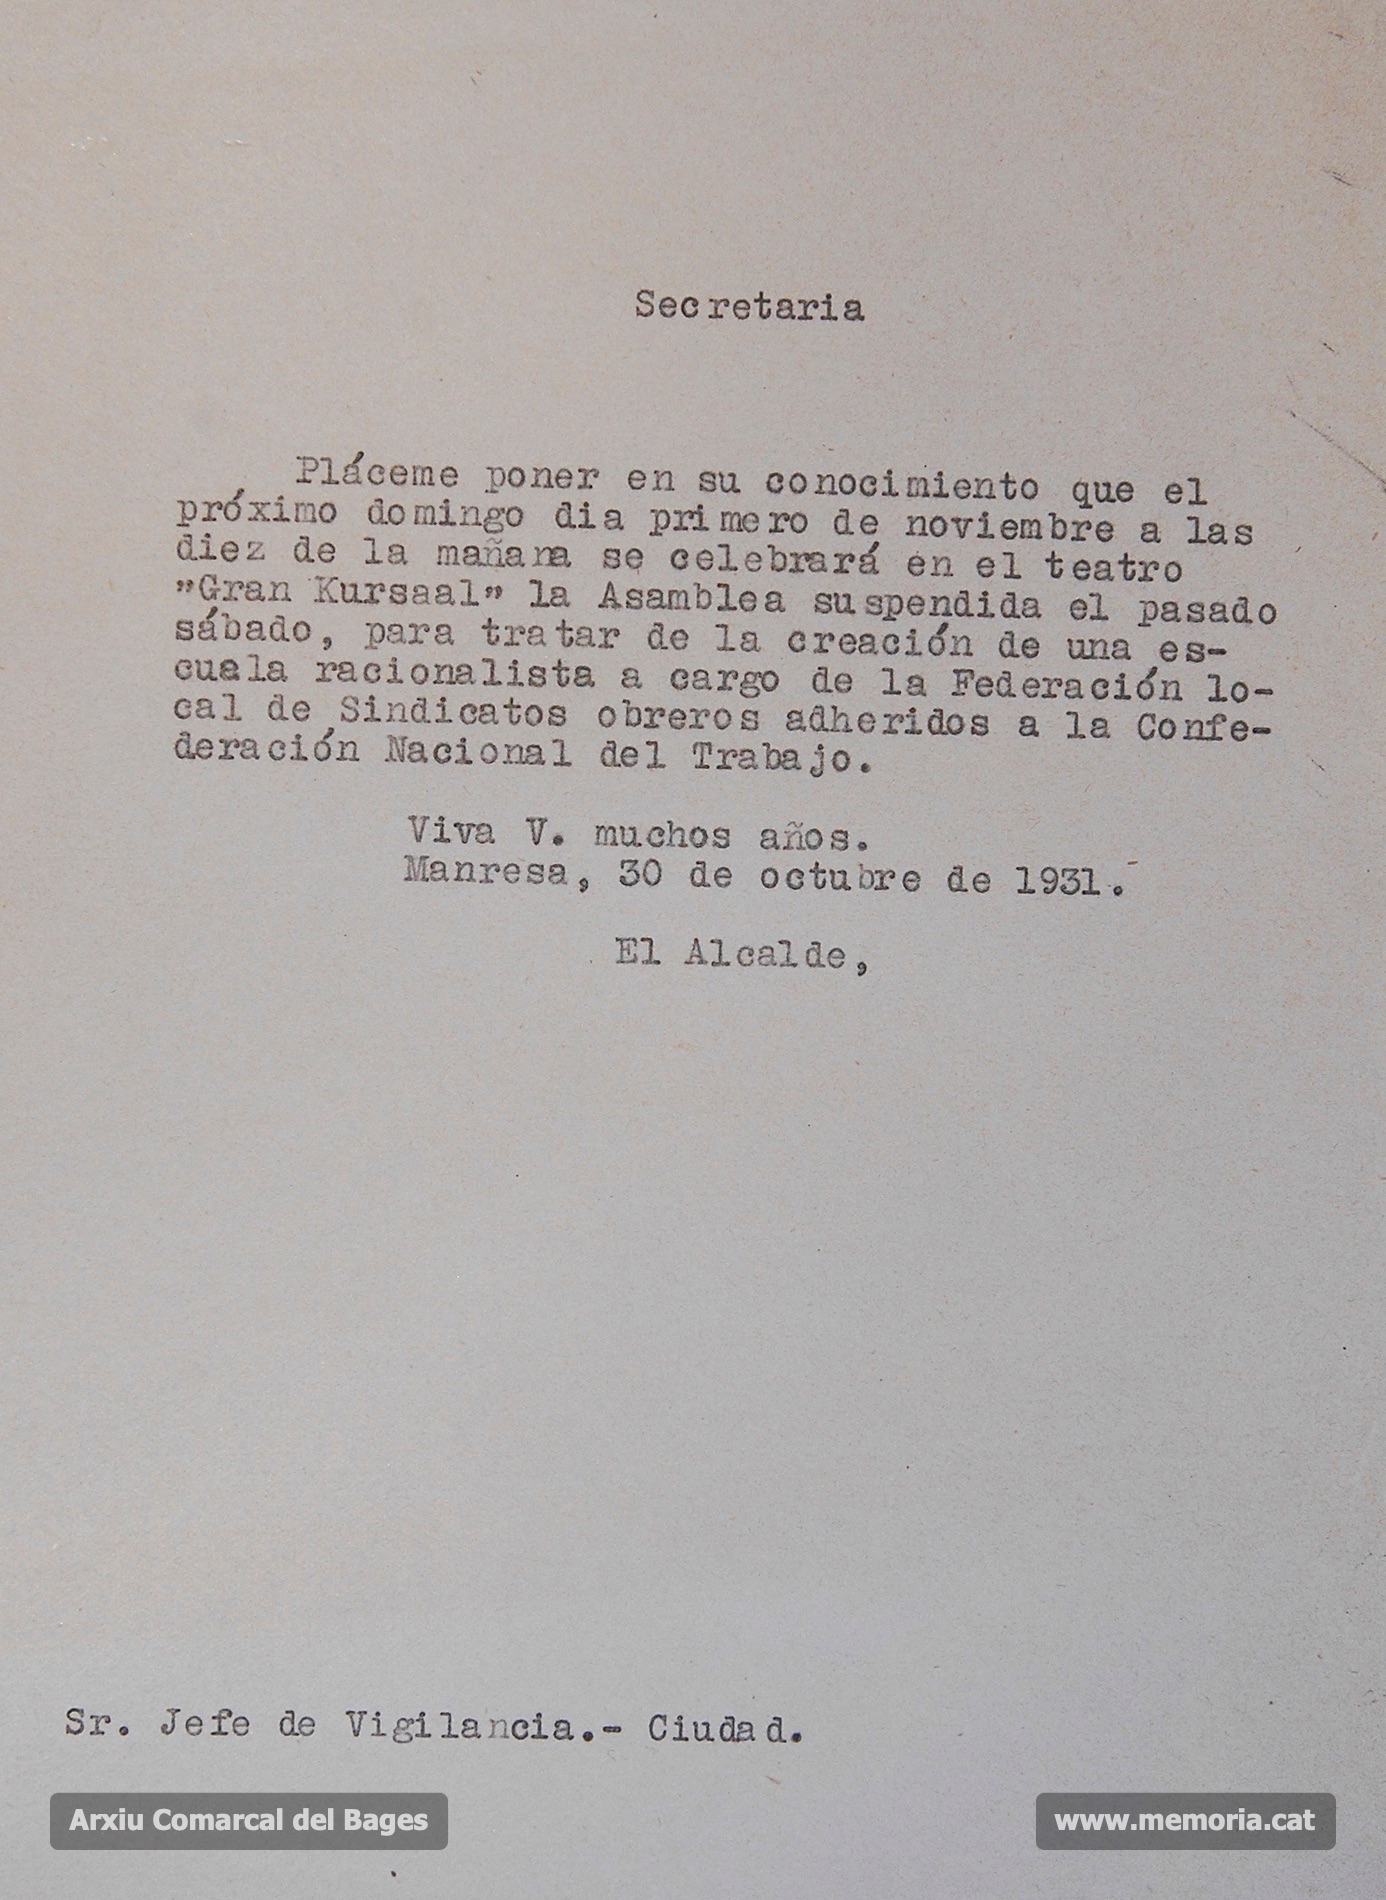 Secretaria
Pláceme poner en su conocimiento que el
próximo domingo dia primero de noviembre a las
diez de la mañana se celebrará en el teatro
"Gran Kursaal" la Asamblea suspendida el pasado
sábado, para tratar de la creación de una es-
cuela racionalista a cargo de la Federación lo-
cal de Sindicatos obreros adheridos a la Confe-
deración Nacional del Trabajo.
Viva V. muchos años.
Manresa, 30 de octubre de 1931.
El Alcalde,
Sr. Jefe de Vigilancia.- Ciudad.
Arxiu Comarcal del Bages
www.memoria.cat